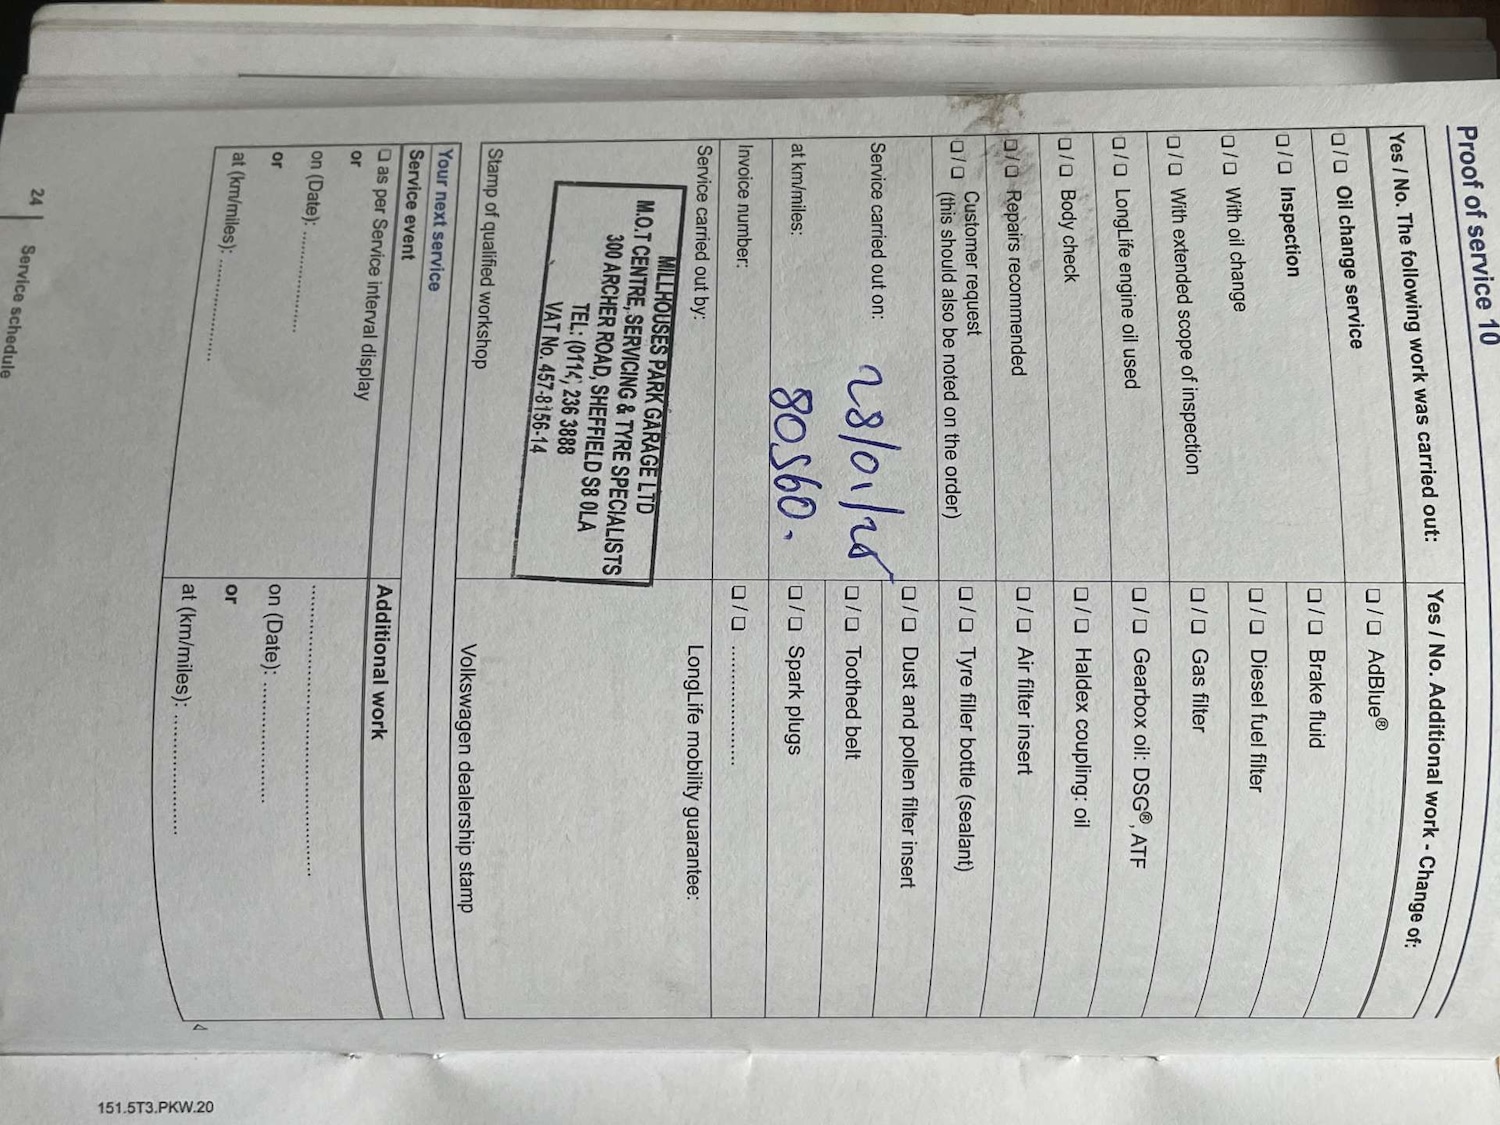 Proof of service 10
Yes / No. The following work was carried out:
Yes / No. Additional work - Change of:
☐/☐ Oil change service
☐/☐ AdBlue®
☐/☐ Inspection
☐/☐ Brake fluid
☐/☐ With oil change
☐/☐ Diesel fuel filter
☐/☐ With extended scope of inspection
☐/☐ Gas filter
☐/☐ LongLife engine oil used
☐/☐ Gearbox oil: DSG®, ATF
☐/☐ Body check
☐/☐ Haldex coupling: oil
☐/☐ Repairs recommended
☐/☐ Air filter insert
☐/☐ Customer request
(this should also be noted on the order)
☐/☐ Tyre filler bottle (sealant)
☐/☐ Dust and pollen filter insert
Service carried out on: 28/01/25
☐/☐ Toothed belt
at km/miles: 80560.
☐/☐ Spark plugs
Invoice number:
☐/☐ ....................
Service carried out by:
LongLife mobility guarantee:
MILLHOUSES PARK GARAGE LTD
M.O.T CENTRE, SERVICING & TYRE SPECIALISTS
300 ARCHER ROAD, SHEFFIELD S8 0LA
TEL: (0114) 236 3888
VAT No. 457-8156-14
Stamp of qualified workshop
Volkswagen dealership stamp
Your next service
Service event
Additional work
☐ as per Service interval display
or
on (Date): ................
or
at (km/miles): ................
................................................
on (Date): ....................
or
at (km/miles): ....................
24 | Service schedule
151.5T3.PKW.20